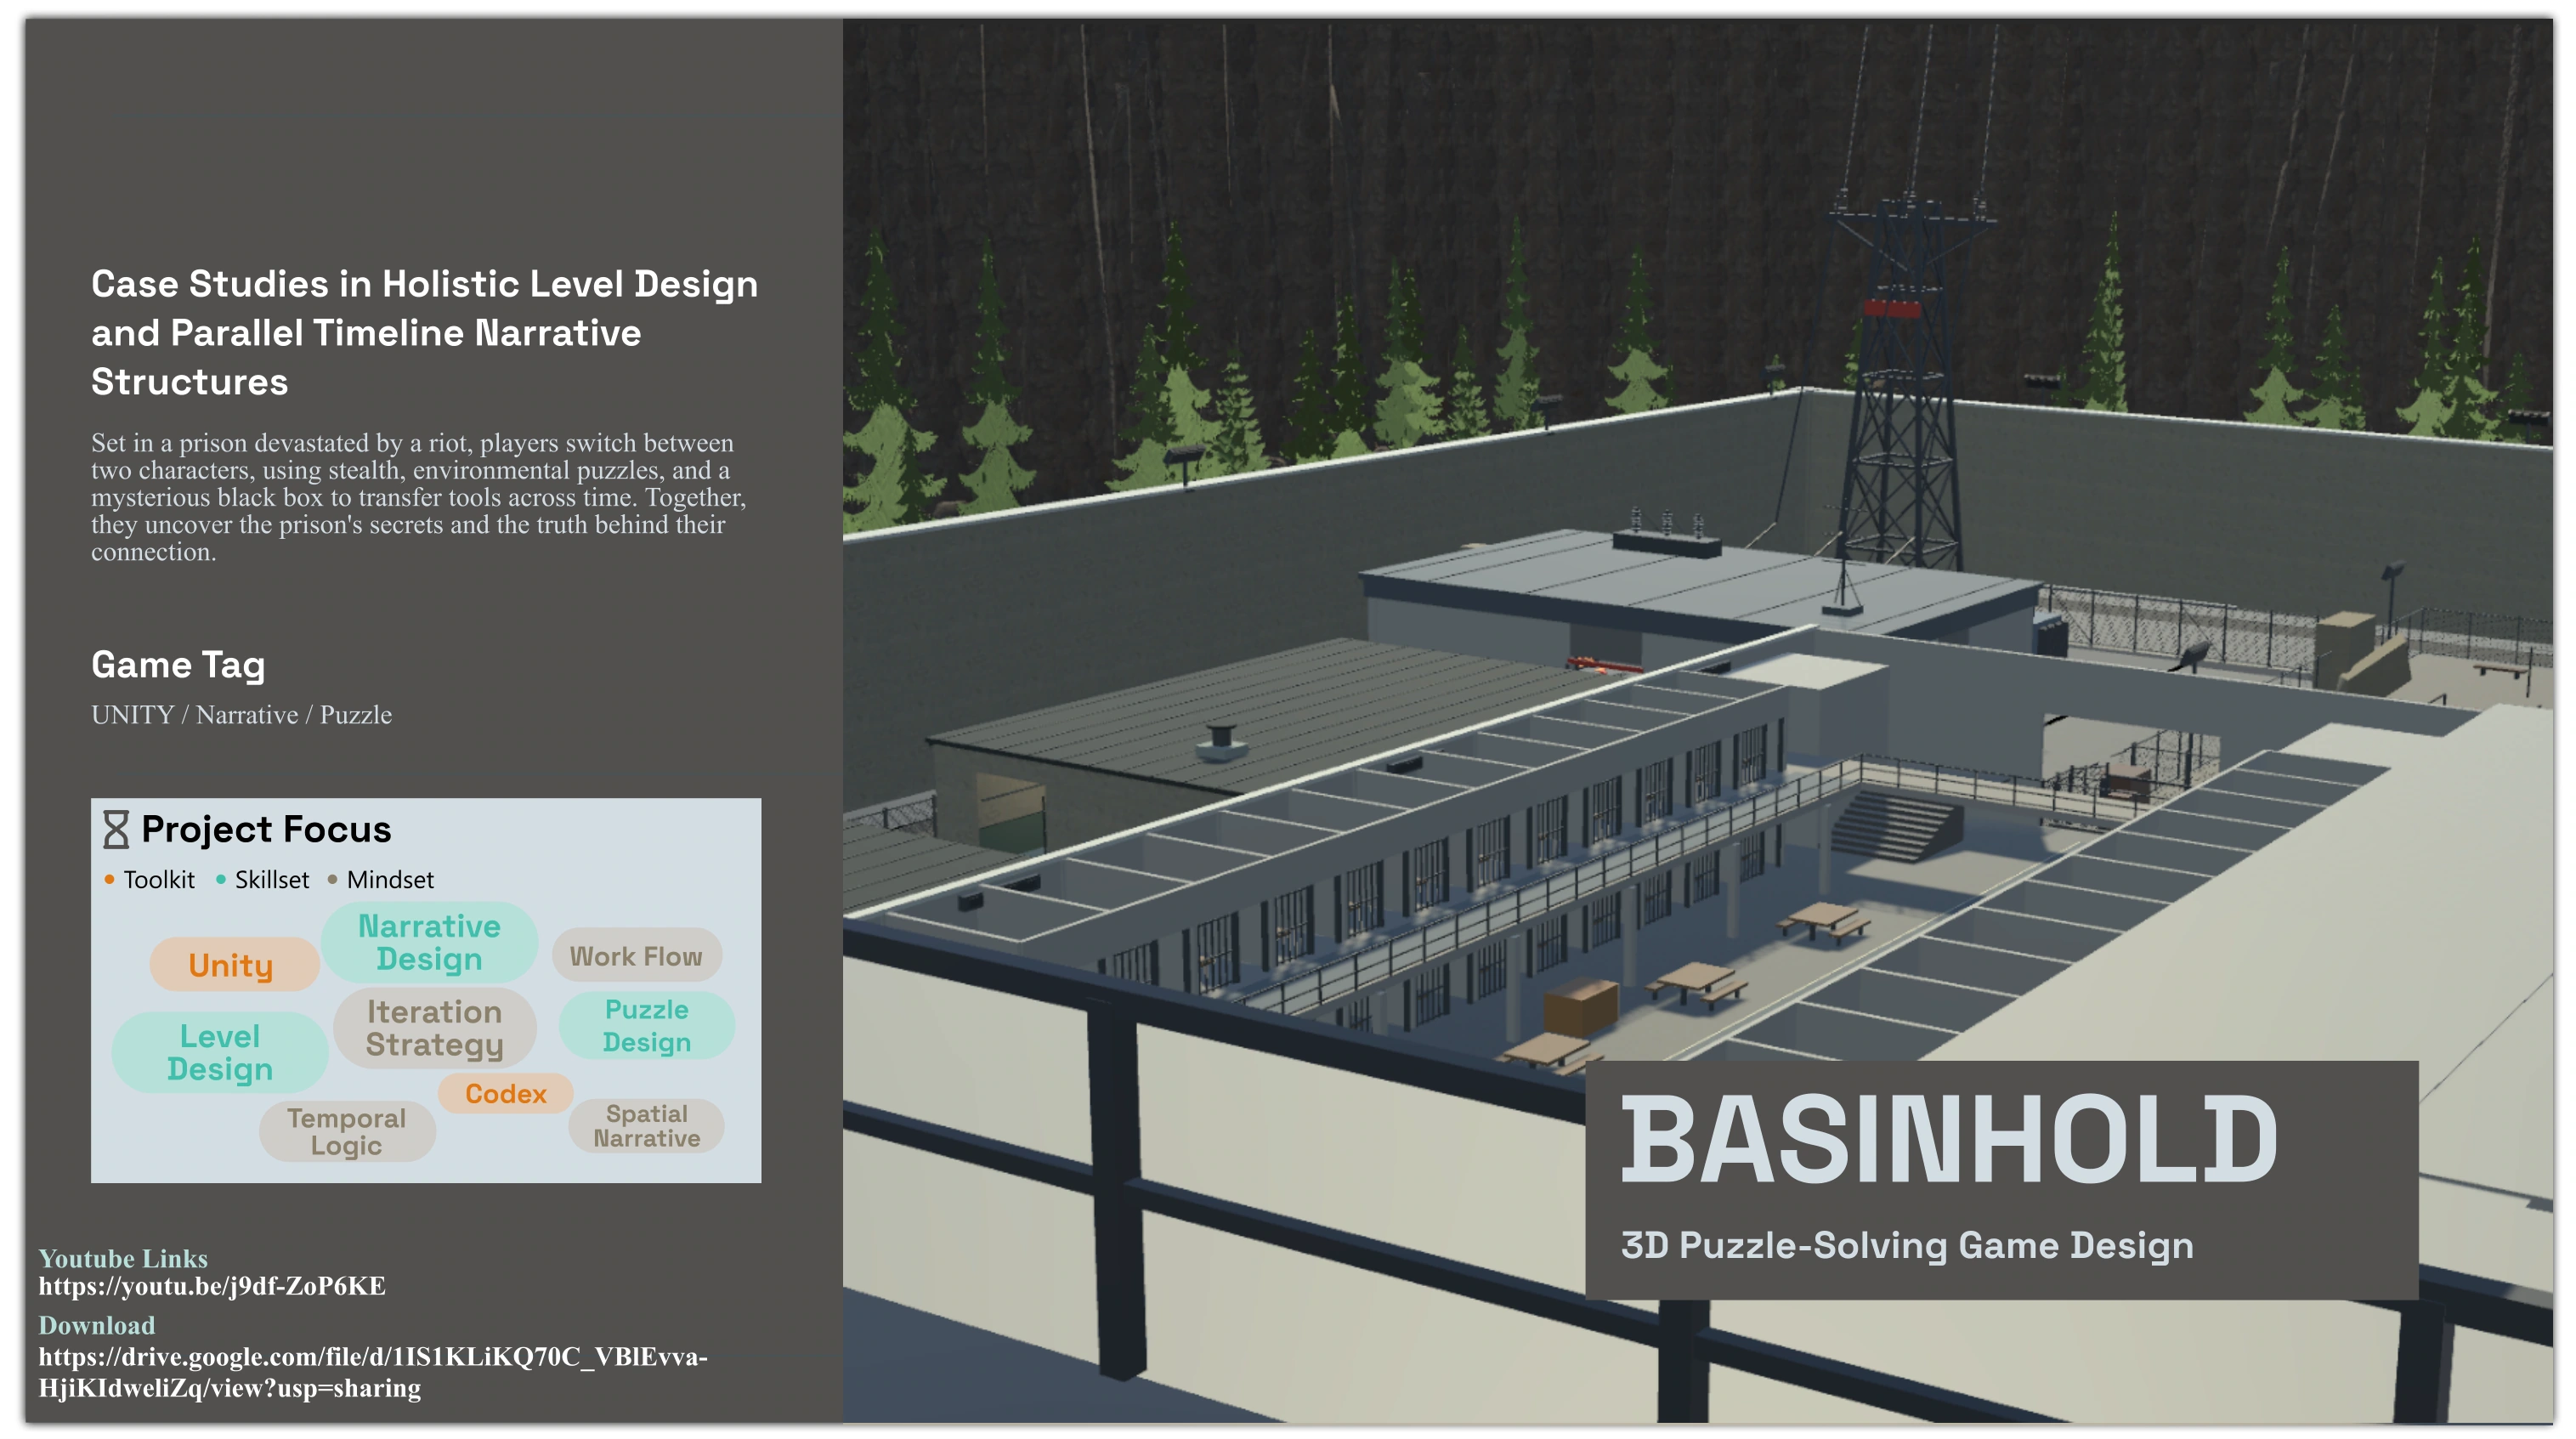 Case Studies in Holistic Level Design
and Parallel Timeline Narrative
Structures
Set in a prison devastated by a riot, players switch between
two characters, using stealth, environmental puzzles, and a
mysterious black box to transfer tools across time. Together,
they uncover the prison's secrets and the truth behind their
connection.
Game Tag
UNITY / Narrative / Puzzle
Project Focus
Toolkit
Skillset
Mindset
Narrative
Design
Unity
Work Flow
Iteration
Strategy
Puzzle
Design
Level
Design
Codex
Temporal
Logic
Spatial
Narrative
Youtube Links
https://youtu.be/j9df-ZoP6KE
Download
https://drive.google.com/file/d/1IS1KLiKQ70C_VBlEvva-
HjiKIdweliZq/view?usp=sharing
BASINHOLD
3D Puzzle-Solving Game Design